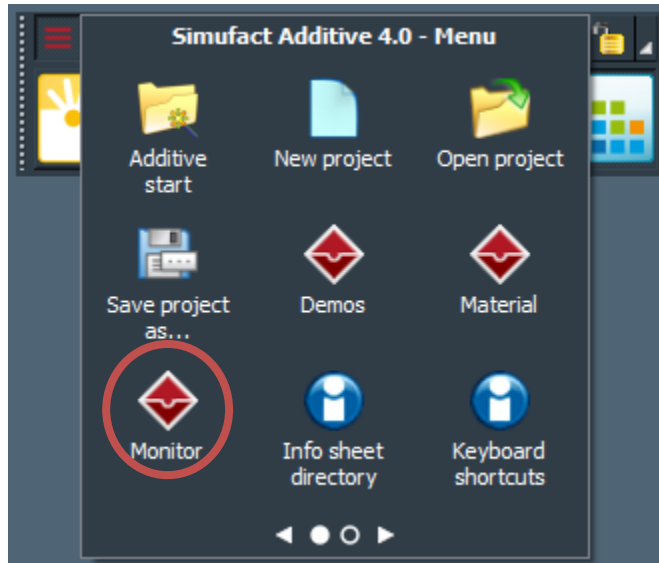 Simufact Additive 4.0 - Menu
Additive
start
New project
Open project
Save project
as...
Demos
Material
Monitor
Info sheet
directory
Keyboard
shortcuts